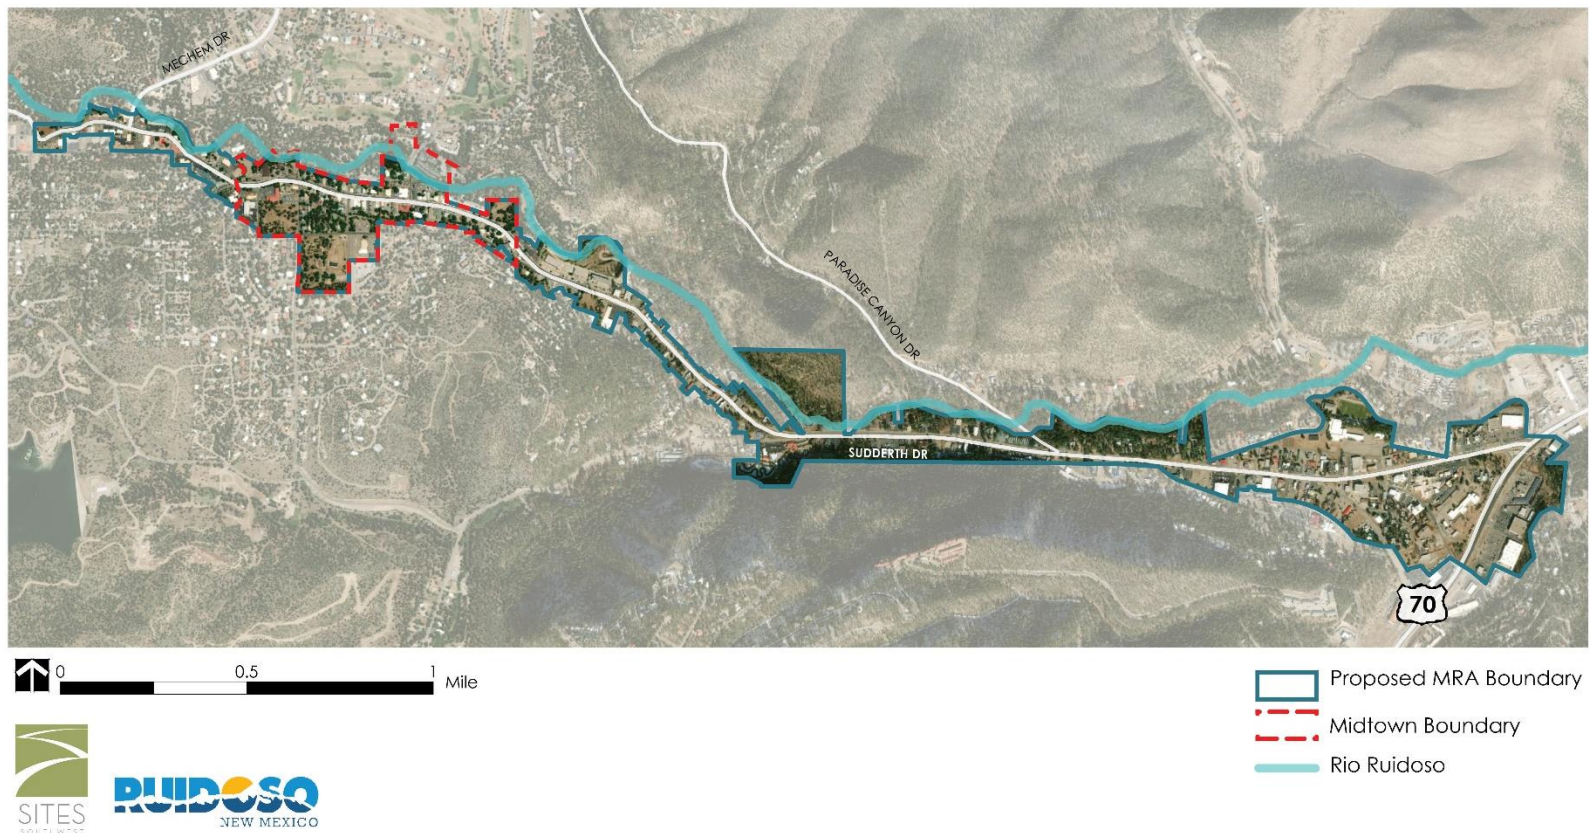 MECHEM DR
PARADISE CANYON DR
SUDDERTH DR
70
0 0.5 1
Mile
Proposed MRA Boundary
Midtown Boundary
Rio Ruidoso
SITES
SOUTHWEST
RUIDOSO
NEW MEXICO